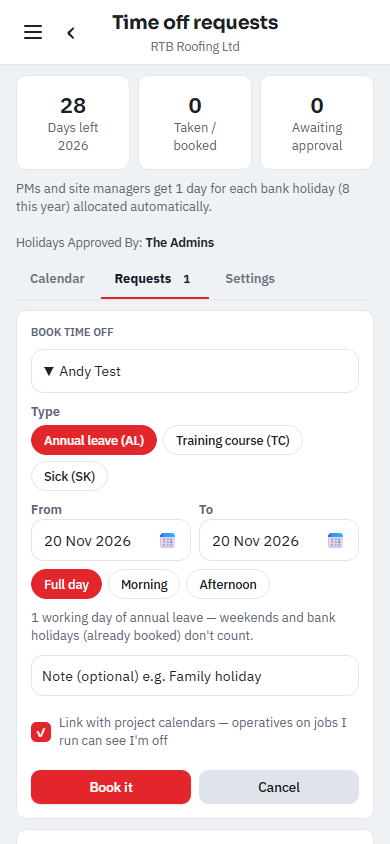 Time off requests
RTB Roofing Ltd
28
Days left
2026
0
Taken /
booked
0
Awaiting
approval
PMs and site managers get 1 day for each bank holiday (8
this year) allocated automatically.
Holidays Approved By: The Admins
Calendar Requests 1 Settings
BOOK TIME OFF
▼ Andy Test
Type
Annual leave (AL) Training course (TC)
Sick (SK)
From To
20 Nov 2026 20 Nov 2026
Full day Morning Afternoon
1 working day of annual leave — weekends and bank
holidays (already booked) don't count.
Note (optional) e.g. Family holiday
Link with project calendars — operatives on jobs I
run can see I'm off
Book it Cancel